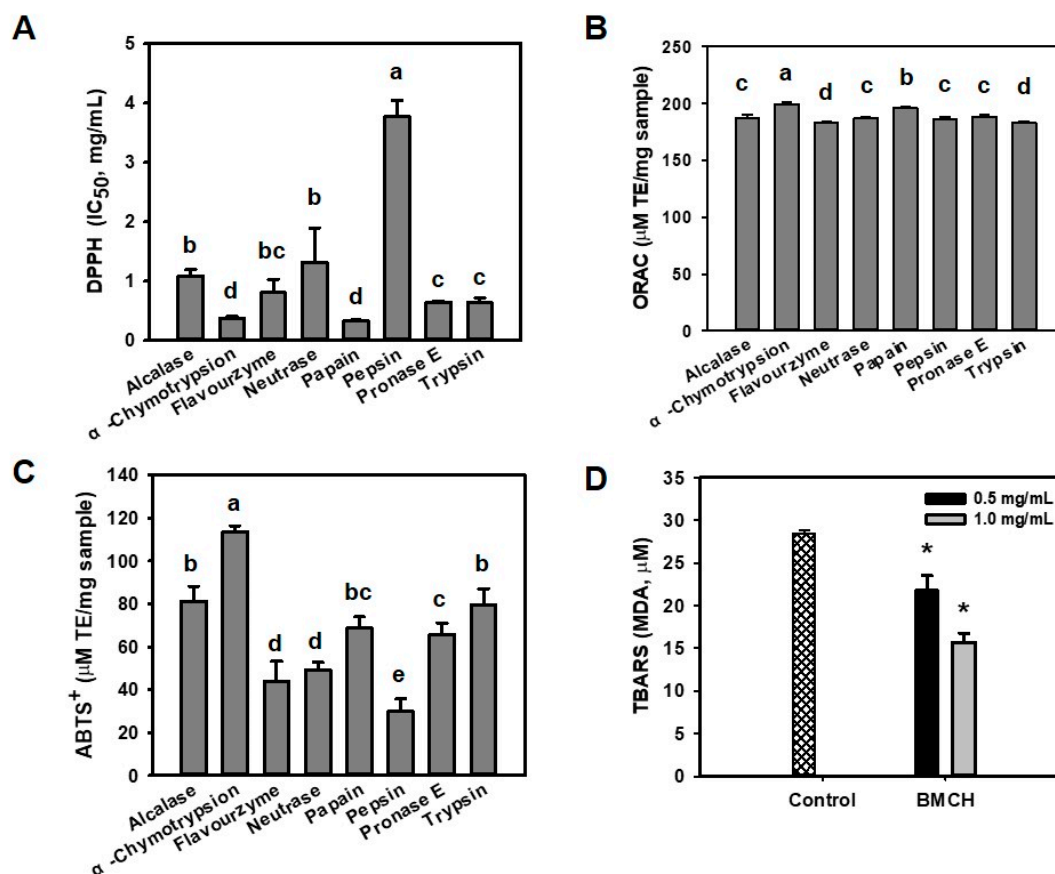 A
DPPH (IC50, mg/mL)
5
4
3
2
1
0
b
d
bc
b
d
a
c
c
Alcalase
α -Chymotrypsion
Flavourzyme
Neutrase
Papain
Pepsin
Pronase E
Trypsin
B
ORAC (μM TE/mg sample)
250
200
150
100
50
0
c
a
d
c
b
c
c
d
Alcalase
α -Chymotrypsion
Flavourzyme
Neutrase
Papain
Pepsin
Pronase E
Trypsin
C
ABTS+ (μM TE/mg sample)
140
120
100
80
60
40
20
0
b
a
d
d
bc
e
c
b
Alcalase
α -Chymotrypsion
Flavourzyme
Neutrase
Papain
Pepsin
Pronase E
Trypsin
D
TBARS (MDA, μM)
35
30
25
20
15
10
5
0
0.5 mg/mL
1.0 mg/mL
*
*
Control
BMCH